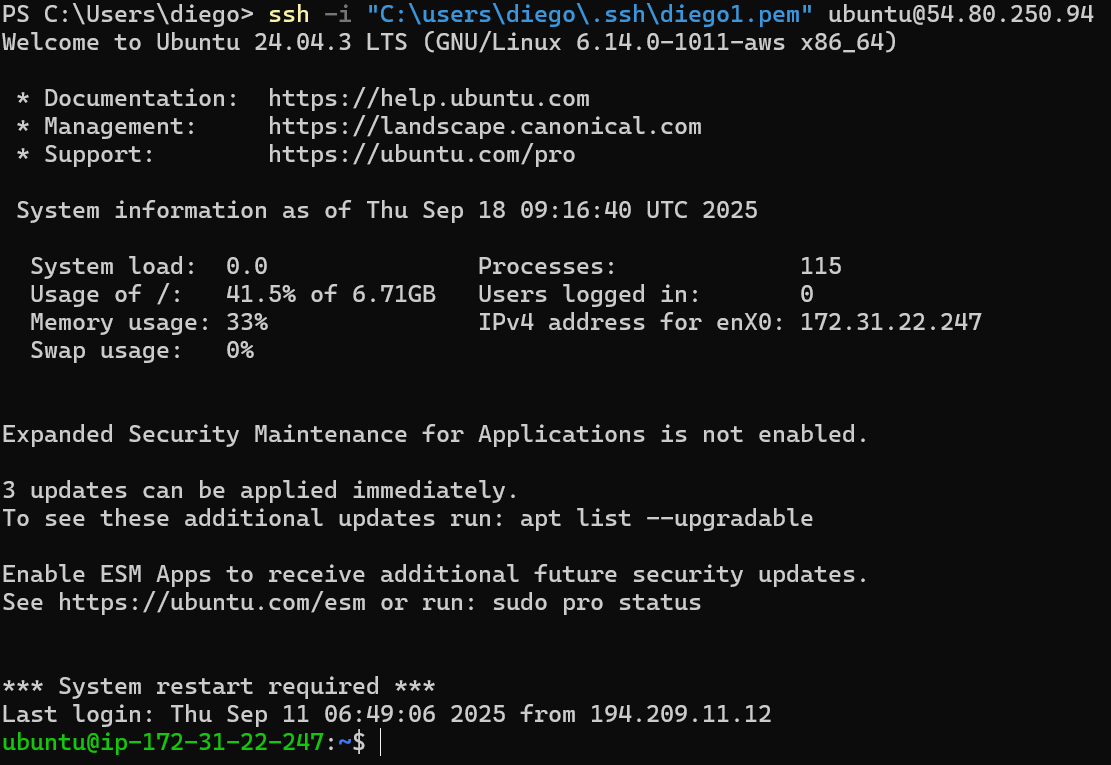 PS C:\Users\diego> ssh -i "C:\users\diego\.ssh\diego1.pem" ubuntu@54.80.250.94
Welcome to Ubuntu 24.04.3 LTS (GNU/Linux 6.14.0-1011-aws x86_64)

 * Documentation:  https://help.ubuntu.com
 * Management:     https://landscape.canonical.com
 * Support:        https://ubuntu.com/pro

 System information as of Thu Sep 18 09:16:40 UTC 2025

  System load:  0.0               Processes:             115
  Usage of /:   41.5% of 6.71GB   Users logged in:       0
  Memory usage: 33%               IPv4 address for enX0: 172.31.22.247
  Swap usage:   0%


Expanded Security Maintenance for Applications is not enabled.

3 updates can be applied immediately.
To see these additional updates run: apt list --upgradable

Enable ESM Apps to receive additional future security updates.
See https://ubuntu.com/esm or run: sudo pro status


*** System restart required ***
Last login: Thu Sep 11 06:49:06 2025 from 194.209.11.12
ubuntu@ip-172-31-22-247:~$